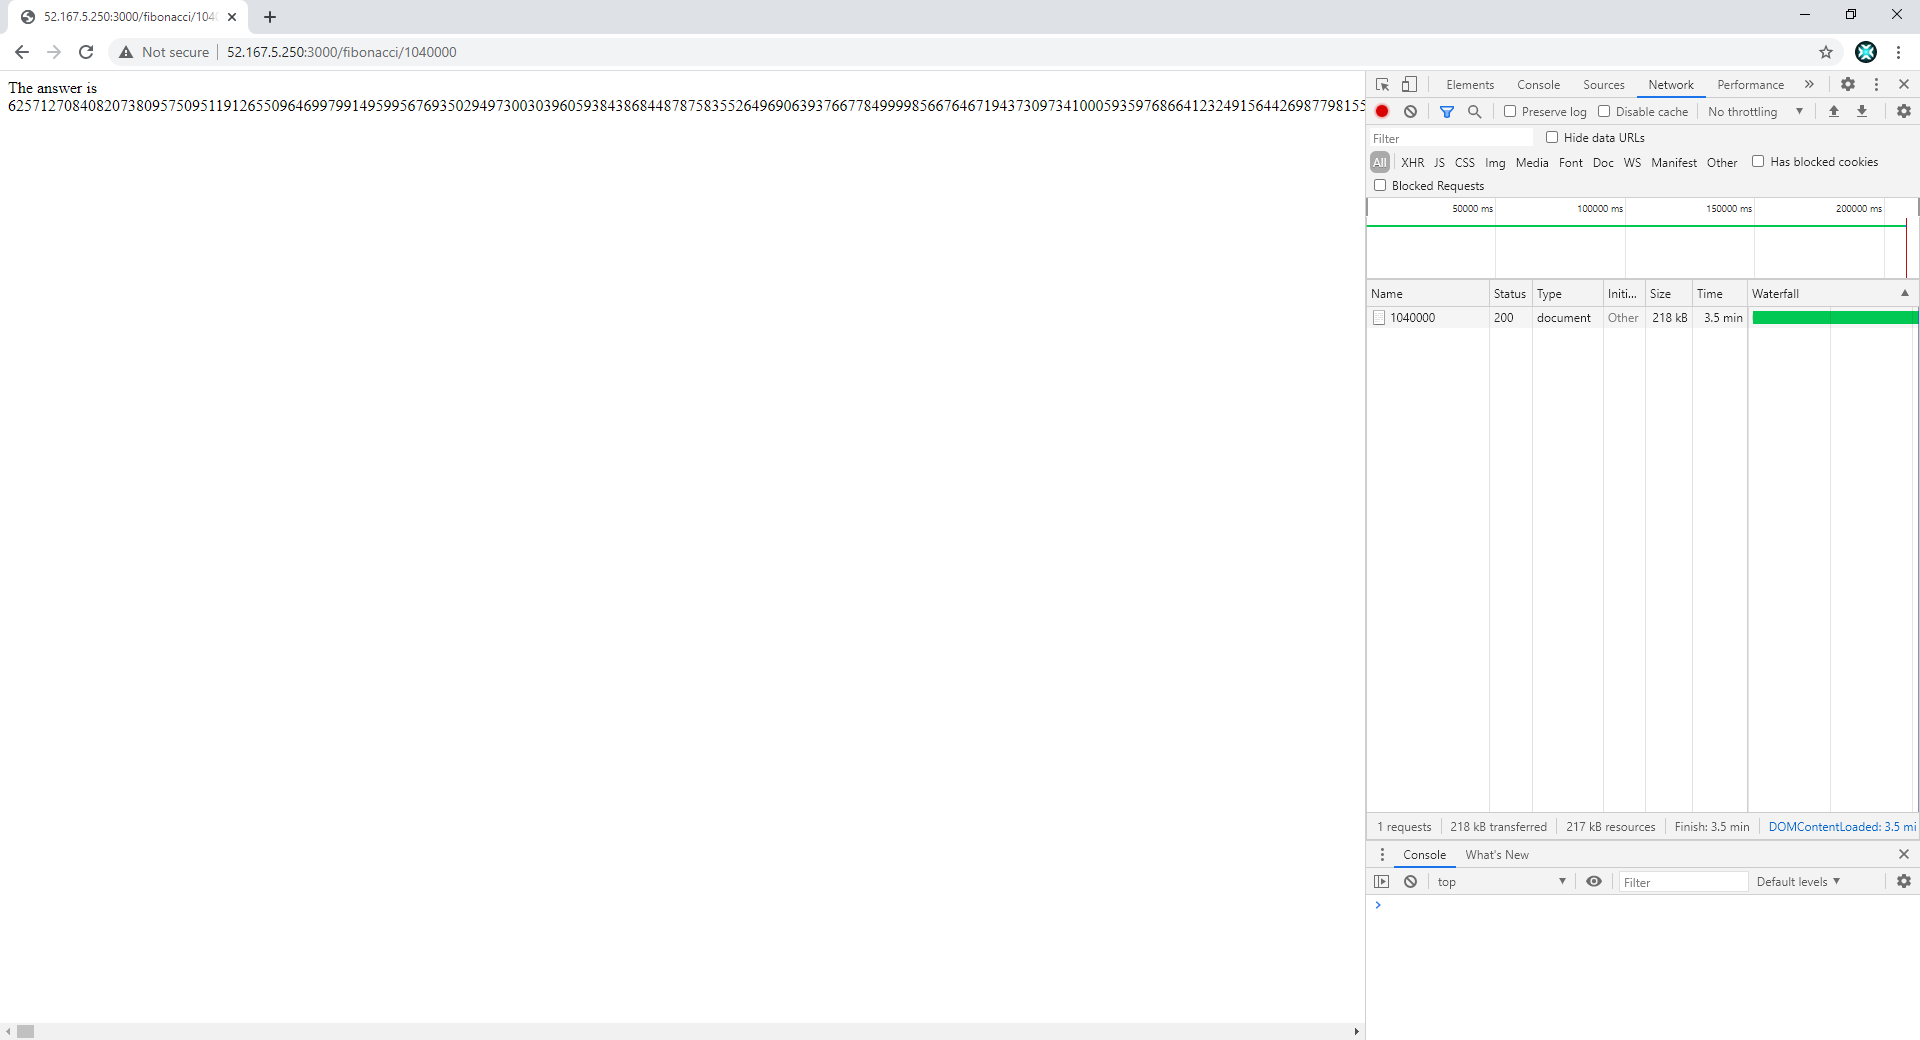 52.167.5.250:3000/fibonacci/1040
Not secure
52.167.5.250:3000/fibonacci/1040000
The answer is
Elements Console Sources Network Performance
Preserve log Disable cache No throttling
Filter Hide data URLs
All XHR JS CSS Img Media Font Doc WS Manifest Other Has blocked cookies
Blocked Requests
50000 ms 100000 ms 150000 ms 200000 ms
Name Status Type Initi... Size Time Waterfall
1040000 200 document Other 218 kB 3.5 min
1 requests 218 kB transferred 217 kB resources Finish: 3.5 min DOMContentLoaded: 3.5 mi
Console What's New
top Filter Default levels